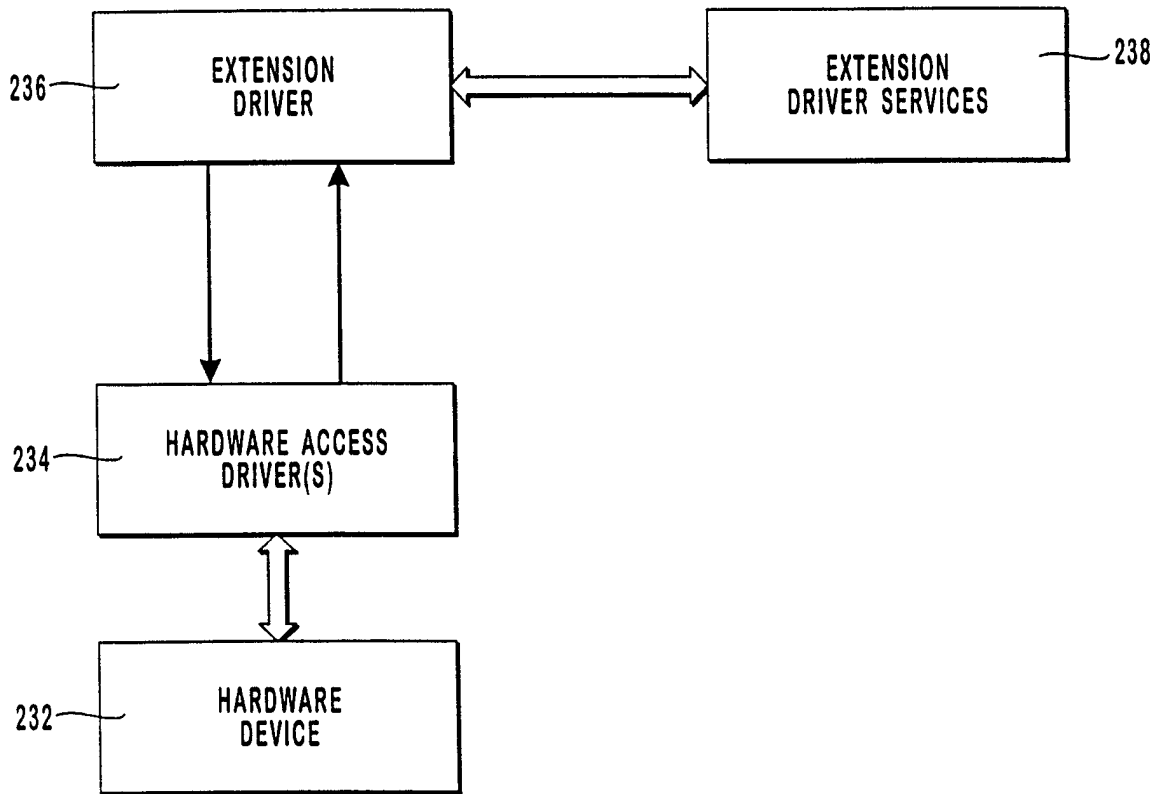 236
EXTENSION
DRIVER
EXTENSION
DRIVER SERVICES
238
234
HARDWARE ACCESS
DRIVER(S)
232
HARDWARE
DEVICE